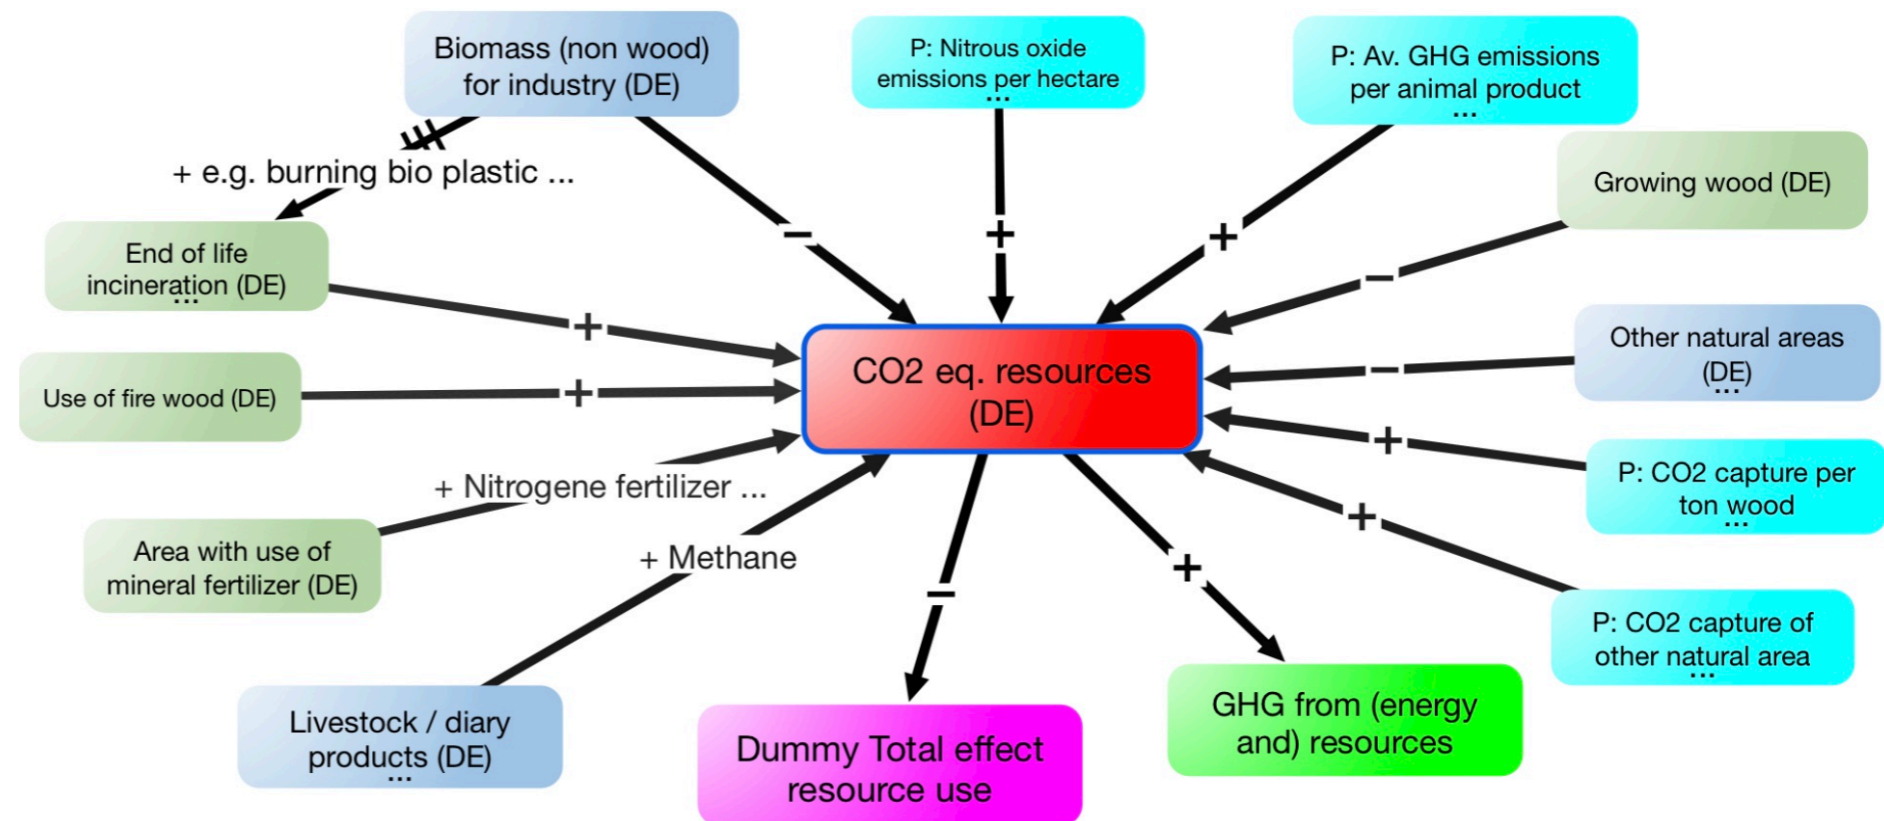 Biomass (non wood)
for industry (DE)
P: Nitrous oxide
emissions per hectare
...
P: Av. GHG emissions
per animal product
...
+ e.g. burning bio plastic ...
Growing wood (DE)
End of life
incineration (DE)
...
−
+
+
−
+
Other natural areas
(DE)
...
CO2 eq. resources
(DE)
−
Use of fire wood (DE)
+
+
P: CO2 capture per
ton wood
...
+ Nitrogene fertilizer ...
+
Area with use of
mineral fertilizer (DE)
+ Methane
−
+
P: CO2 capture of
other natural area
...
Livestock / diary
products (DE)
...
Dummy Total effect
resource use
GHG from (energy
and) resources